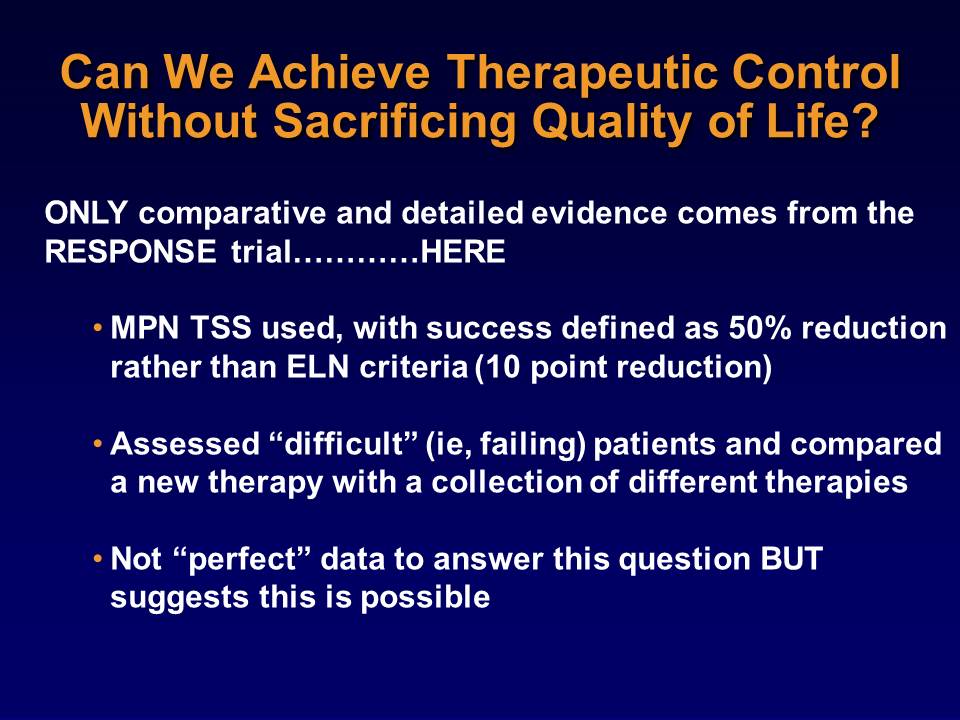 Can We Achieve Therapeutic Control
Without Sacrificing Quality of Life?
ONLY comparative and detailed evidence comes from the
RESPONSE trial…………HERE
• MPN TSS used, with success defined as 50% reduction
rather than ELN criteria (10 point reduction)
• Assessed “difficult” (ie, failing) patients and compared
a new therapy with a collection of different therapies
• Not “perfect” data to answer this question BUT
suggests this is possible